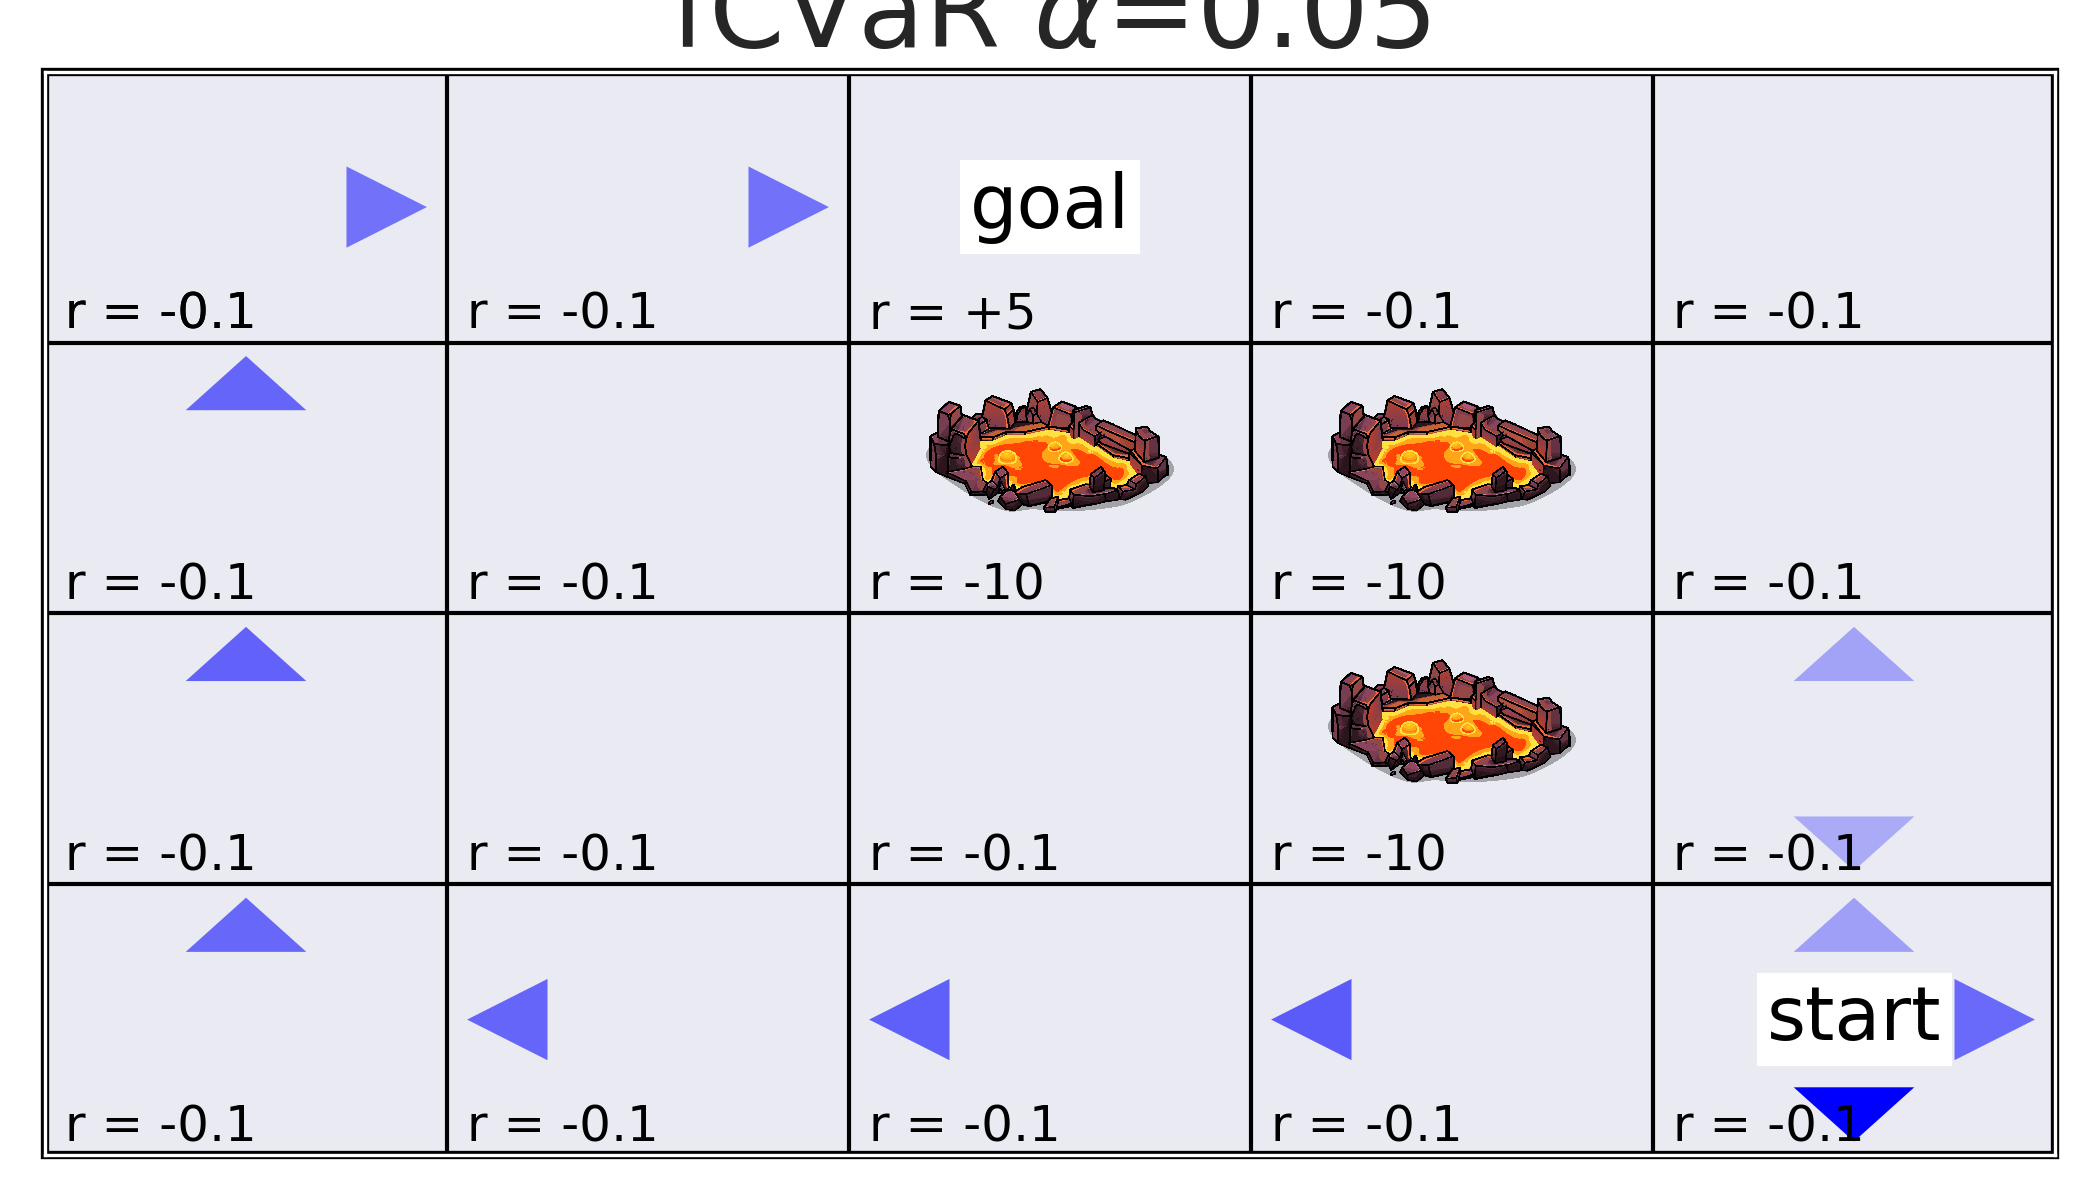 ICVaR α=0.05
goal
r = -0.1 r = -0.1 r = +5 r = -0.1 r = -0.1
r = -0.1 r = -0.1 r = -10 r = -10 r = -0.1
r = -0.1 r = -0.1 r = -0.1 r = -10 r = -0.1
start
r = -0.1 r = -0.1 r = -0.1 r = -0.1 r = -0.1